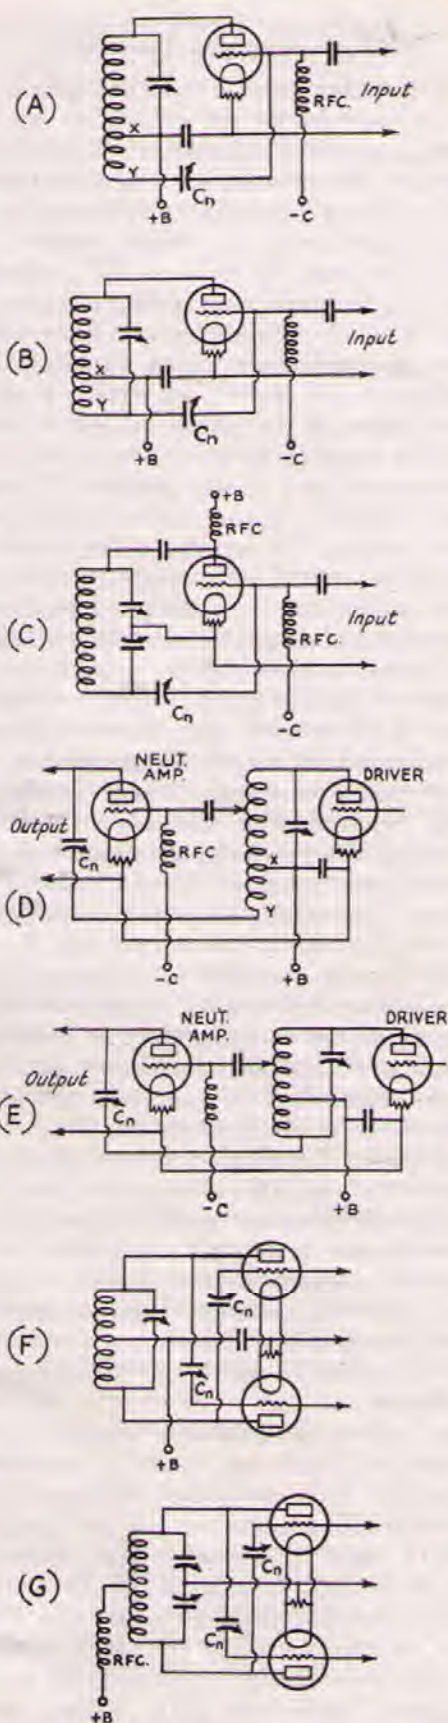 (A)
X
Y
Cn
RFC.
Input
+B
-C
(B)
X
Y
Cn
Input
+B
-C
+B
RFC
(C)
RFC.
Input
Cn
-C
NEUT. AMP.
DRIVER
Output
Cn
RFC
X
(D)
Y
-C
+B
NEUT. AMP.
DRIVER
Output
Cn
(E)
-C
+B
Cn
(F)
Cn
+B
(G)
Cn
Cn
RFC.
+B